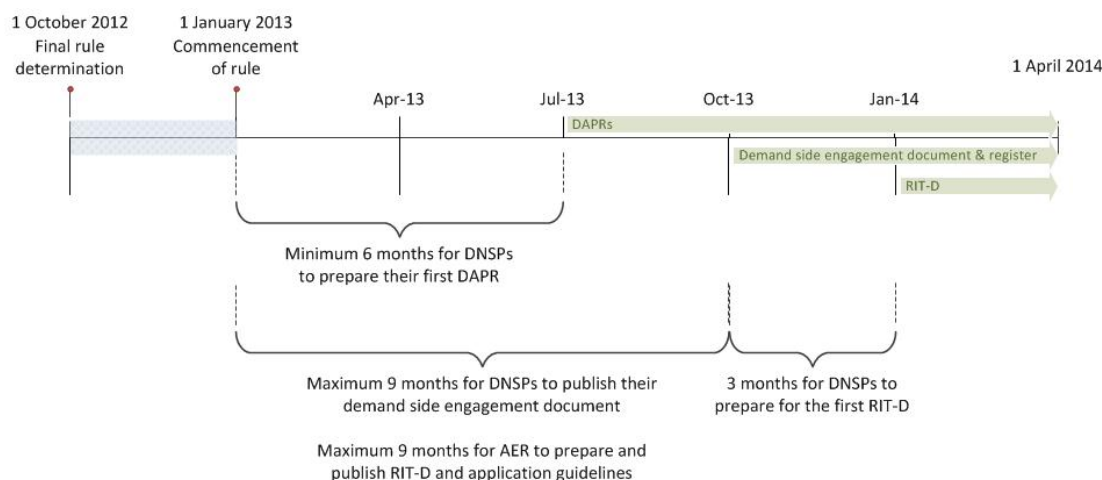 1 October 2012
Final rule
determination
1 January 2013
Commencement
of rule
1 April 2014
Apr-13
Jul-13
Oct-13
Jan-14
DAPRs
Demand side engagement document & register
RIT-D
Minimum 6 months for DNSPs
to prepare their first DAPR
Maximum 9 months for DNSPs to publish their
demand side engagement document
3 months for DNSPs to
prepare for the first RIT-D
Maximum 9 months for AER to prepare and
publish RIT-D and application guidelines